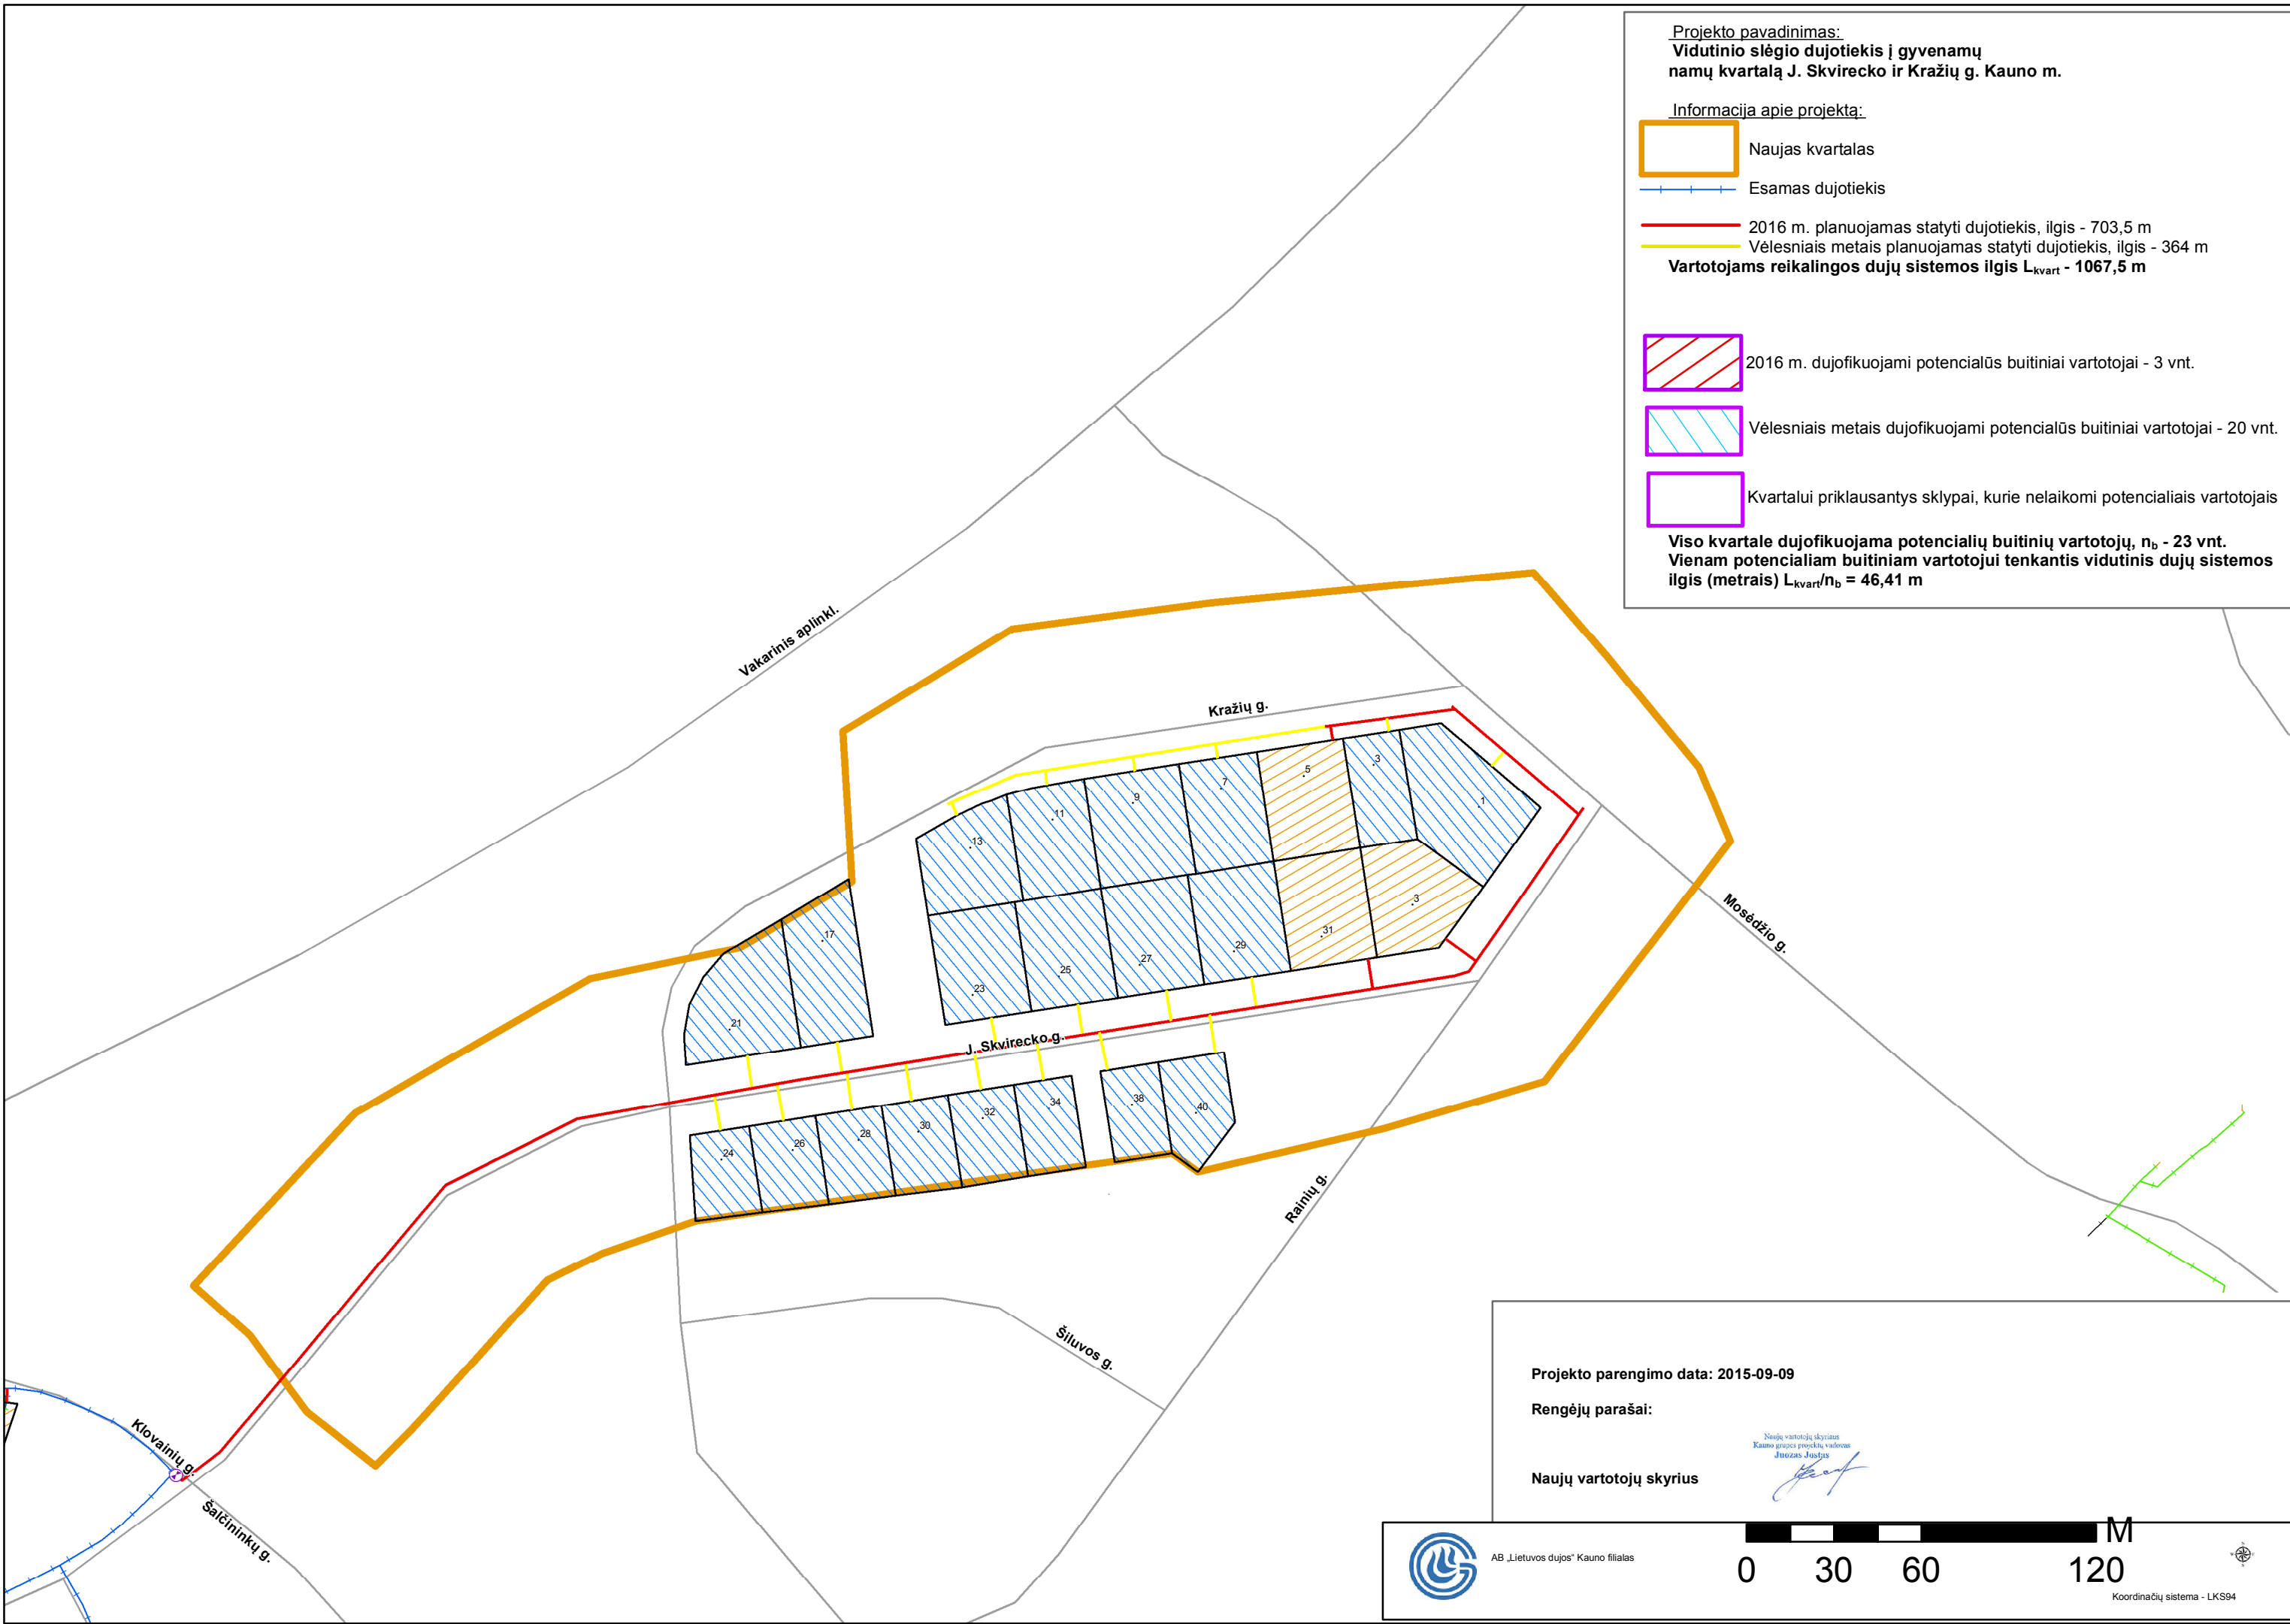 Projekto pavadinimas:
Vidutinio slėgio dujotiekis į gyvenamų
namų kvartalą J. Skvirecko ir Kražių g. Kauno m.
Informacija apie projektą:
Naujas kvartalas
Esamas dujotiekis
2016 m. planuojamas statyti dujotiekis, ilgis - 703,5 m
Vėlesniais metais planuojamas statyti dujotiekis, ilgis - 364 m
Vartotojams reikalingos dujų sistemos ilgis Lkvart - 1067,5 m
2016 m. dujofikuojami potencialūs buitiniai vartotojai - 3 vnt.
Vėlesniais metais dujofikuojami potencialūs buitiniai vartotojai - 20 vnt.
Kvartalui priklausantys sklypai, kurie nelaikomi potencialiais vartotojais
Viso kvartale dujofikuojama potencialių buitinių vartotojų, nb - 23 vnt.
Vienam potencialiam buitiniam vartotojui tenkantis vidutinis dujų sistemos
ilgis (metrais) Lkvart/nb = 46,41 m
Vakarinis aplinkl.
Kražių g.
.13
.11
.9
.7
.5
.3
.1
.17
.21
.23
.25
.27
.29
.31
.3
Mosėdžio g.
J. Skvirecko g.
.24
.26
.28
.30
.32
.34
.38
.40
Rainių g.
Šiluvos g.
Klovainių g.
Šalčininkų g.
Projekto parengimo data: 2015-09-09
Rengėjų parašai:
Naujų vartotojų skyriaus
Kauno grupės projektų vadovas
Juozas Justas
Naujų vartotojų skyrius
AB „Lietuvos dujos“ Kauno filialas
M
0 30 60 120
Koordinačių sistema - LKS94